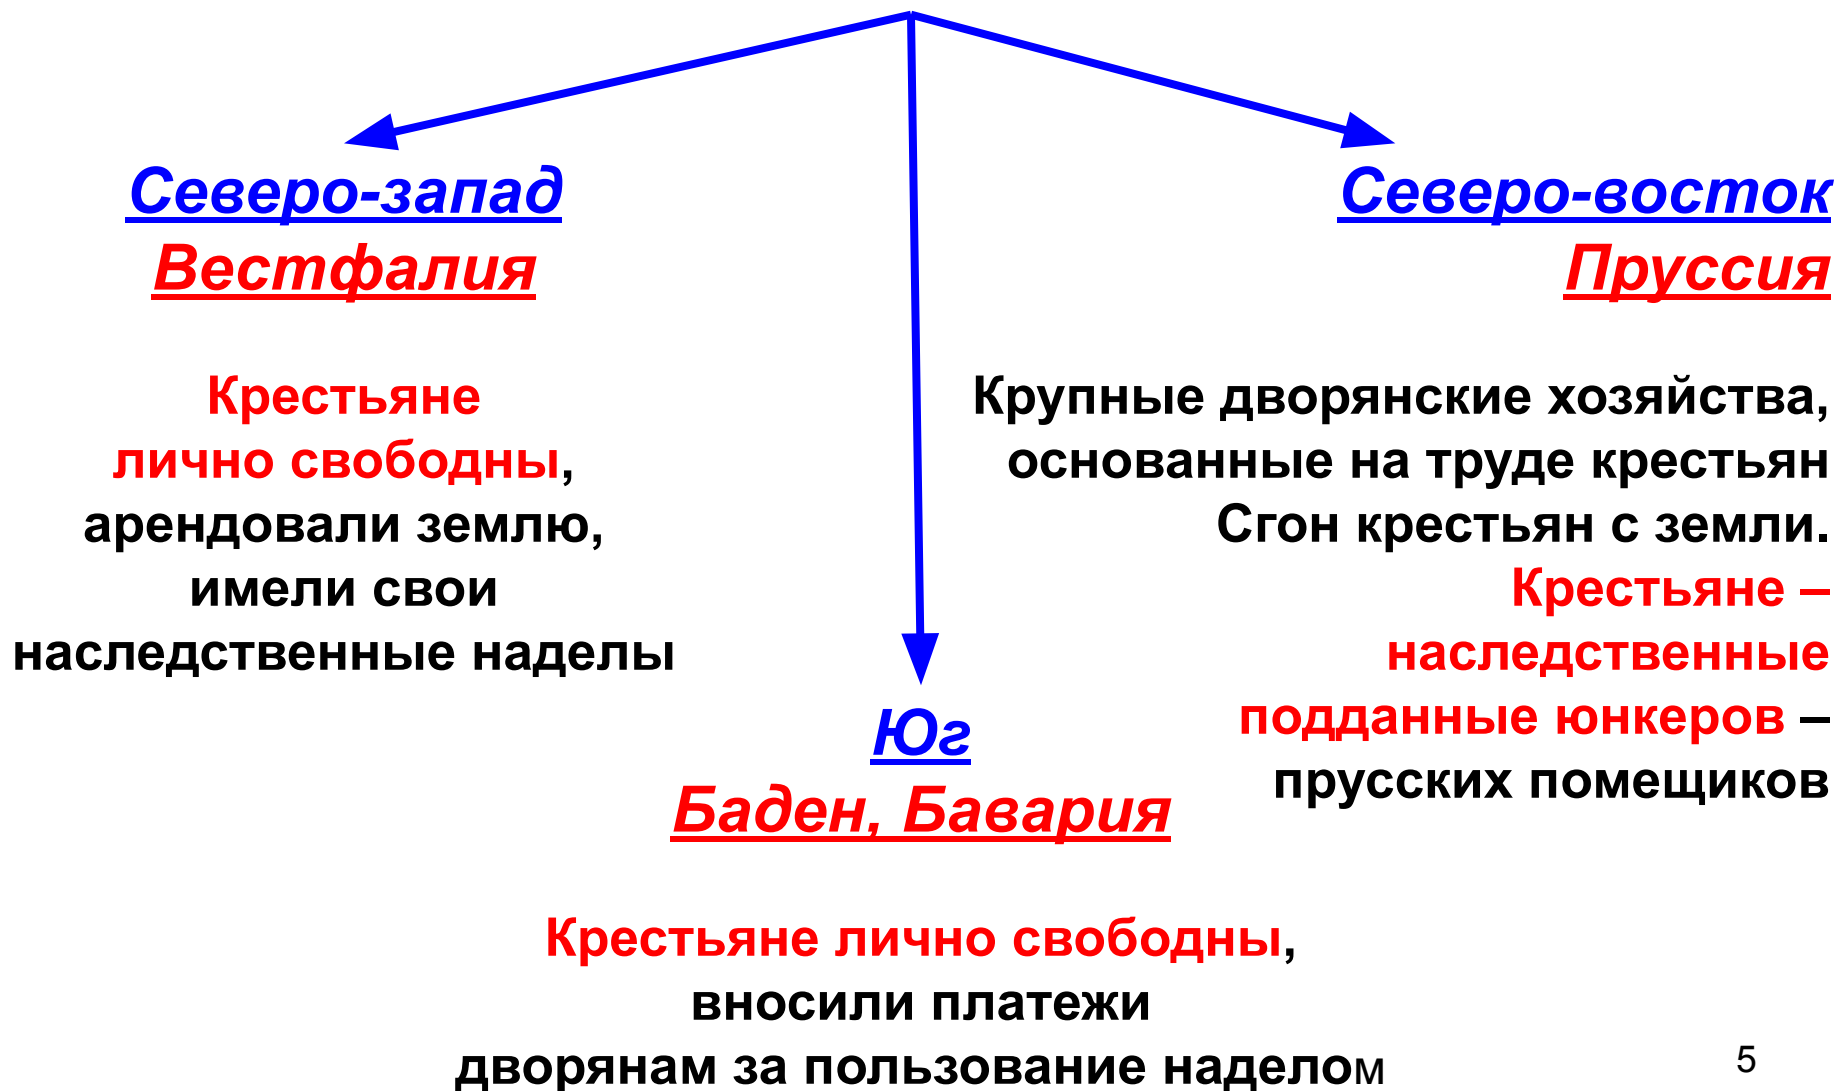 Северо-запад
Вестфалия
Крестьяне
лично свободны,
арендовали землю,
имели свои
наследственные наделы
Северо-восток
Пруссия
Крупные дворянские хозяйства,
основанные на труде крестьян
Сгон крестьян с земли.
Крестьяне –
наследственные
подданные юнкеров –
прусских помещиков
Юг
Баден, Бавария
Крестьяне лично свободны,
вносили платежи
дворянам за пользование наделом
5